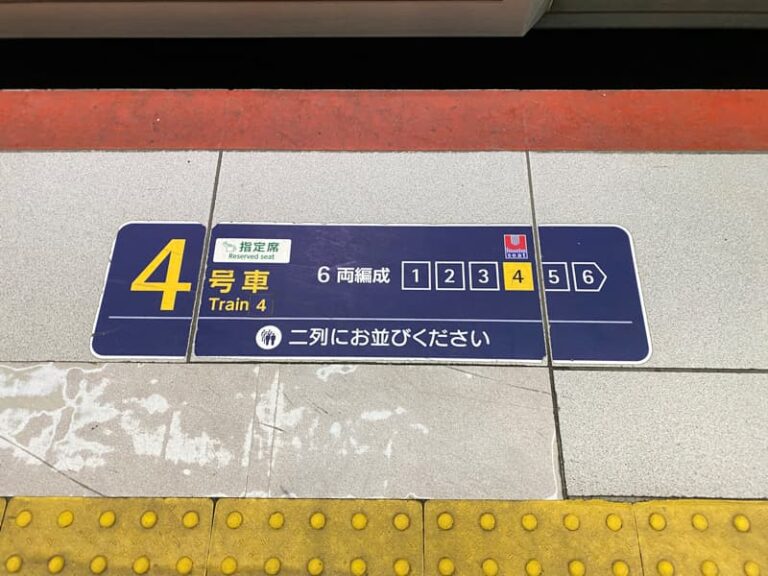 4号車
Train 4
指定席
Reserved seat
6両編成 1 2 3 4 5 6
U
seat
二列にお並びください